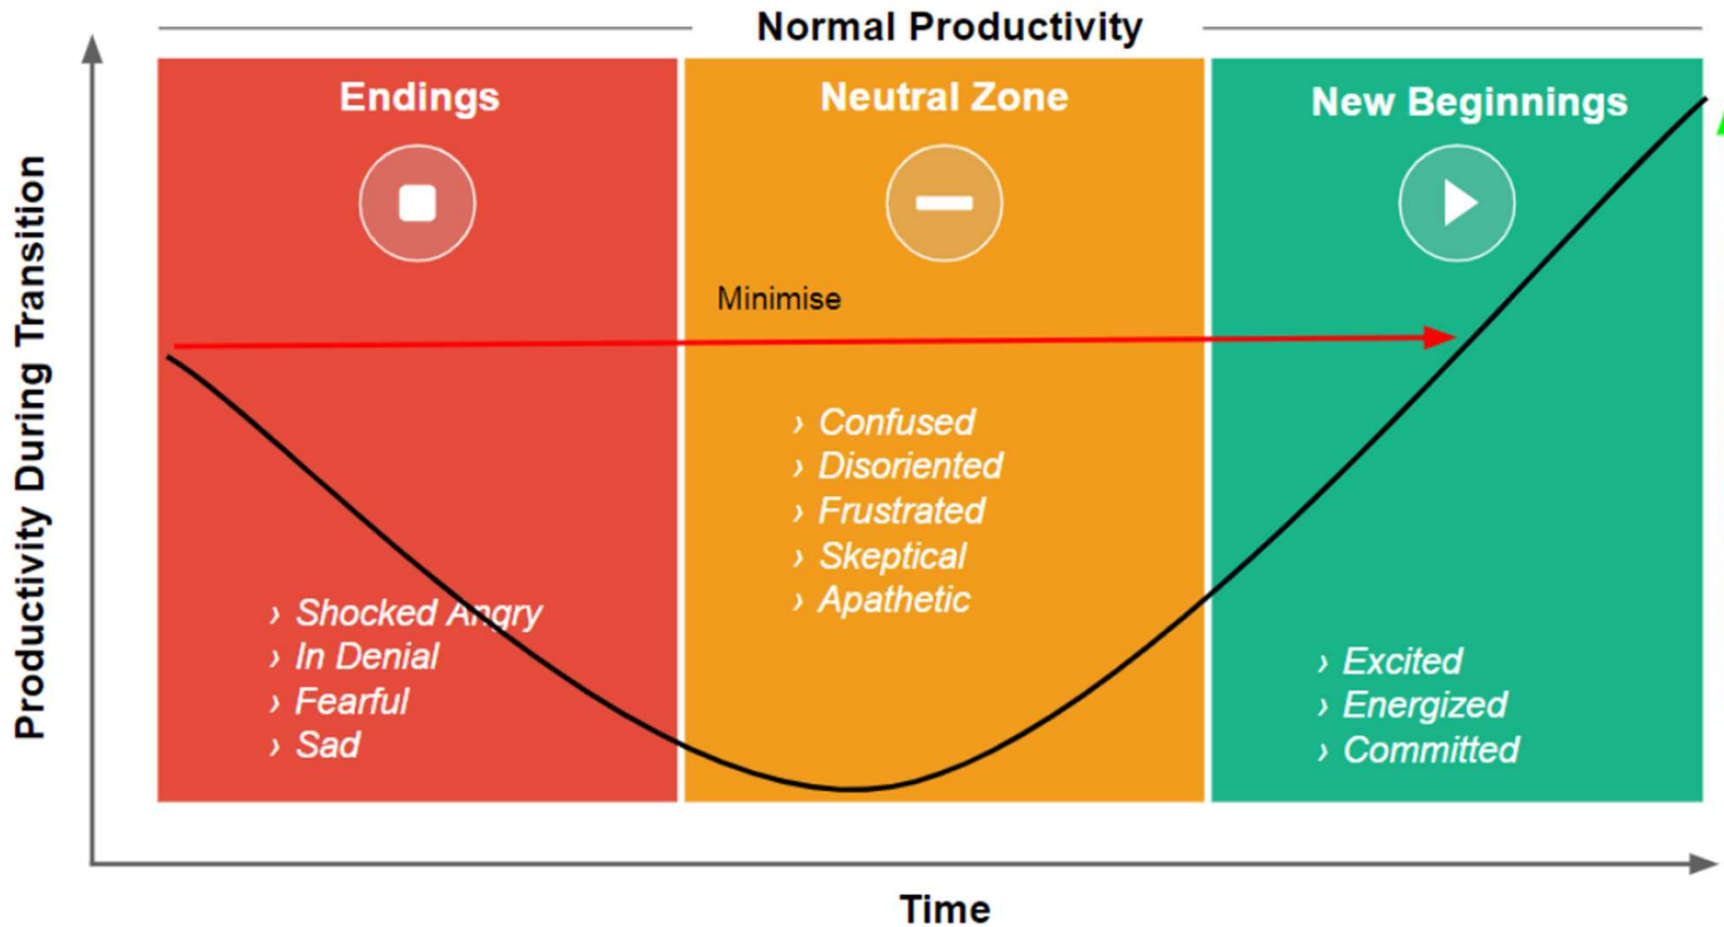 Normal Productivity
Endings
Neutral Zone
New Beginnings
Productivity During Transition
Minimise
› Confused
› Disoriented
› Frustrated
› Skeptical
› Apathetic
› Shocked Angry
› In Denial
› Fearful
› Sad
› Excited
› Energized
› Committed
Time